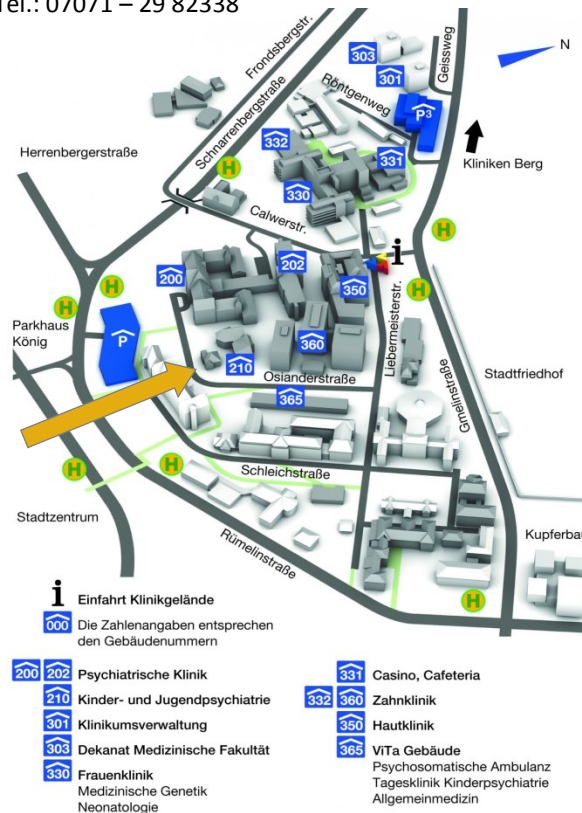 Tel.: 07071 – 29 82338
303
301
Geissweg
N
Frondsbergstr.
Röntgenweg
P3
Schnarrenbergstraße
332
331
Kliniken Berg
Herrenbergerstraße
H
330
Calwerstr.
i
H
200
202
350
H
H
H
Liebermeisterstr.
Parkhaus
König
P
360
210
Osianderstraße
Gmelinstraße
Stadtfriedhof
365
H
H
Schleichstraße
Stadtzentrum
Rümelinstraße
Kupferbau
H
i Einfahrt Klinikgelände
000 Die Zahlenangaben entsprechen
den Gebäudenummern
200 202 Psychiatrische Klinik
210 Kinder- und Jugendpsychiatrie
301 Klinikumsverwaltung
303 Dekanat Medizinische Fakultät
330 Frauenklinik
Medizinische Genetik
Neonatologie
331 Casino, Cafeteria
332 360 Zahnklinik
350 Hautklinik
365 ViTa Gebäude
Psychosomatische Ambulanz
Tagesklinik Kinderpsychiatrie
Allgemeinmedizin